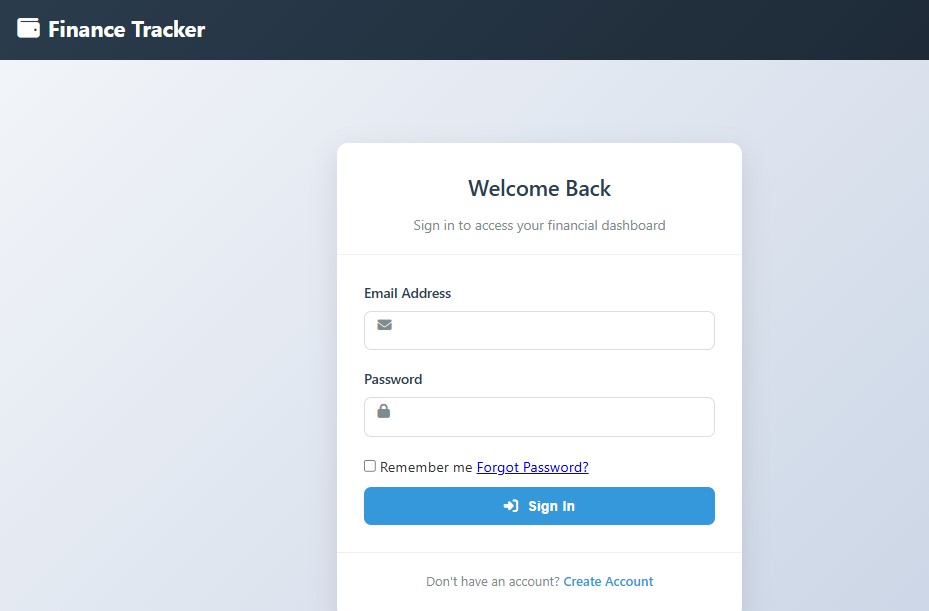 Finance Tracker
Welcome Back
Sign in to access your financial dashboard
Email Address
Password
Remember me Forgot Password?
Sign In
Don't have an account? Create Account